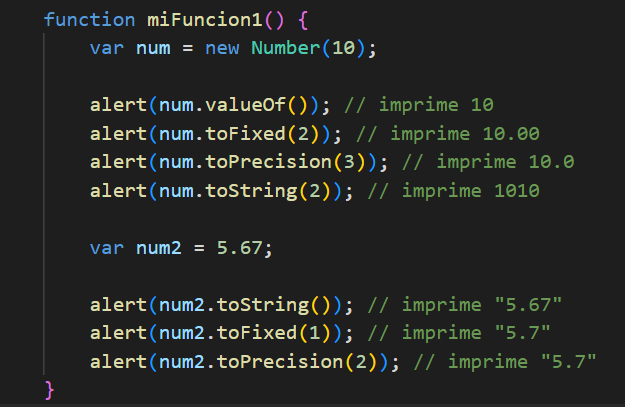 function miFuncion1() {
    var num = new Number(10);

    alert(num.valueOf()); // imprime 10
    alert(num.toFixed(2)); // imprime 10.00
    alert(num.toPrecision(3)); // imprime 10.0
    alert(num.toString(2)); // imprime 1010

    var num2 = 5.67;

    alert(num2.toString()); // imprime "5.67"
    alert(num2.toFixed(1)); // imprime "5.7"
    alert(num2.toPrecision(2)); // imprime "5.7"
}